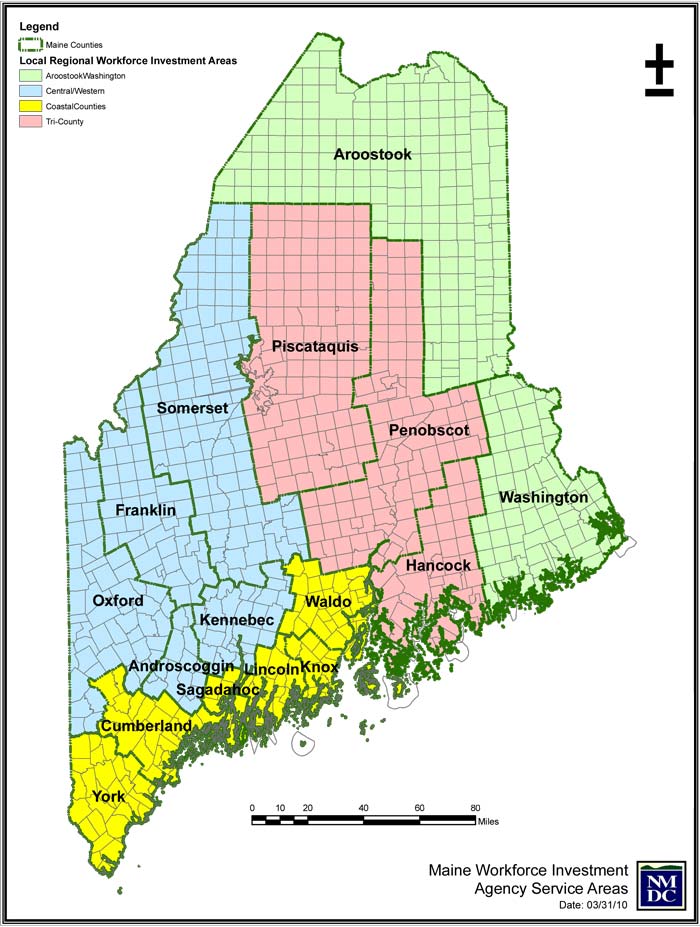 Legend
Maine Counties
Local Regional Workforce Investment Areas
AroostookWashington
Central/Western
CoastalCounties
Tri-County
Aroostook
Piscataquis
Somerset
Penobscot
Washington
Franklin
Hancock
Oxford
Waldo
Kennebec
Androscoggin
Lincoln
Knox
Sagadahoc
Cumberland
York
0 10 20 40 60 80
Miles
Maine Workforce Investment
Agency Service Areas
Date: 03/31/10
NM
DC